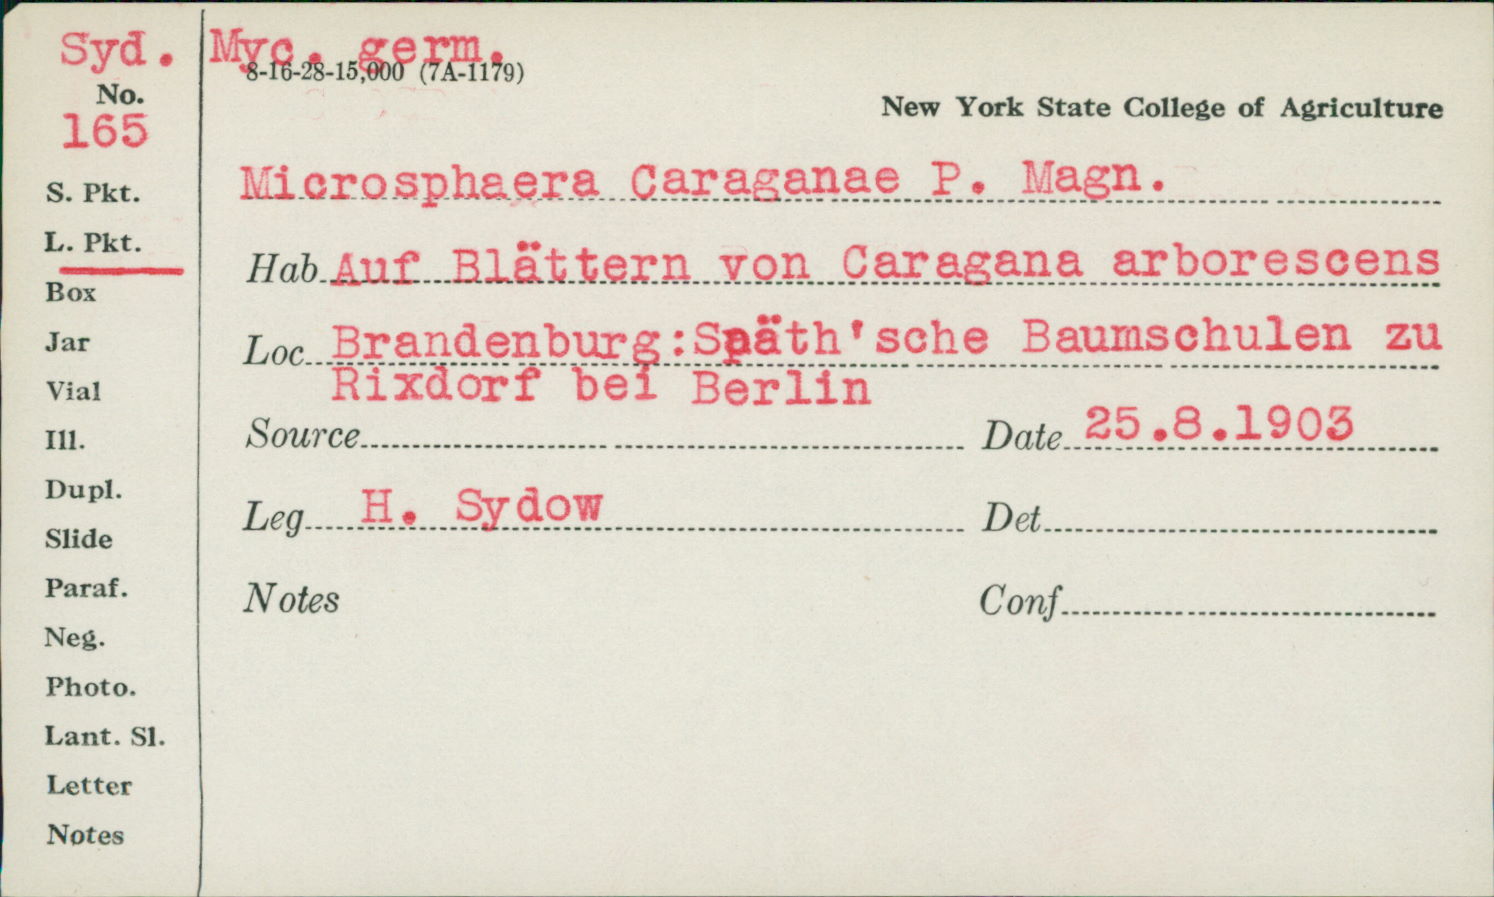 Syd. Myc. germ.
8-16-28-15,000 (7A-1179)
No.
165
New York State College of Agriculture
S. Pkt.
L. Pkt.
Box
Jar
Vial
Ill.
Dupl.
Slide
Paraf.
Neg.
Photo.
Lant. Sl.
Letter
Notes
Microsphaera Caraganae P. Magn.
Hab Auf Blättern von Caragana arborescens
Loc Brandenburg:Späth'sche Baumschulen zu
Rixdorf bei Berlin
Source Date 25.8.1903
Leg H. Sydow Det
Notes Conf